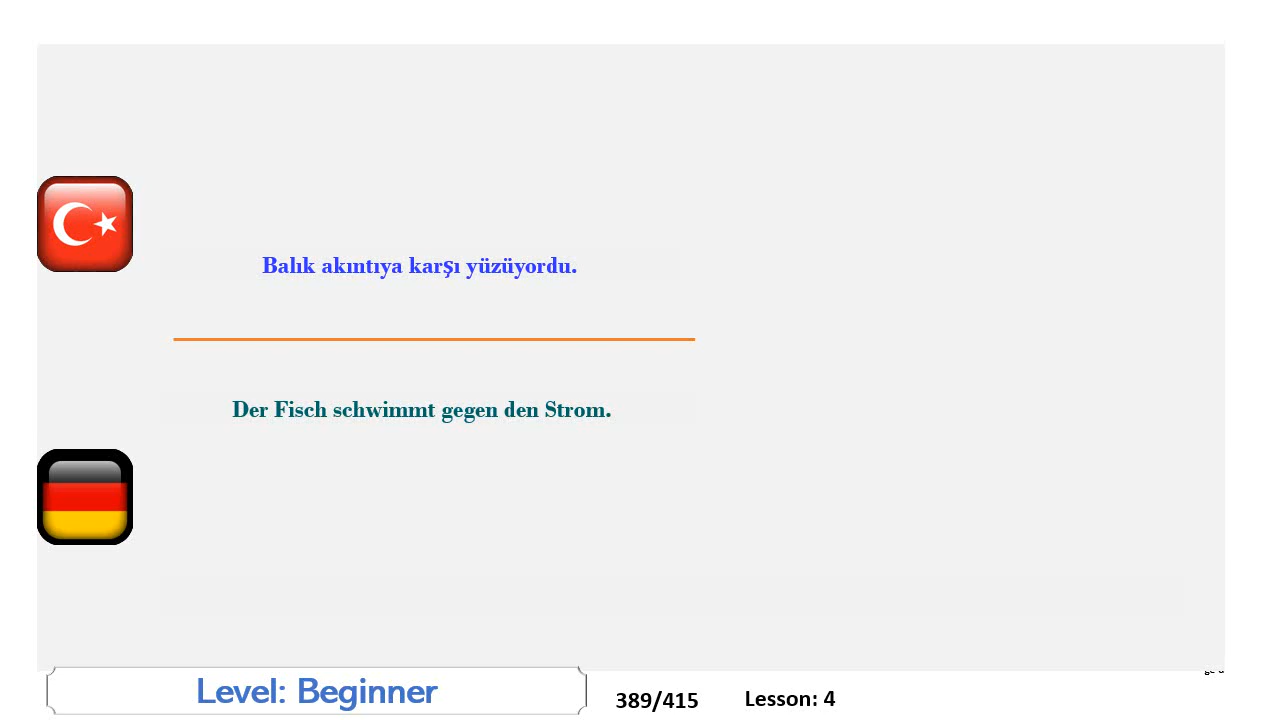 Balık akıntıya karşı yüzüyordu.
Der Fisch schwimmt gegen den Strom.
Level: Beginner
389/415
Lesson: 4